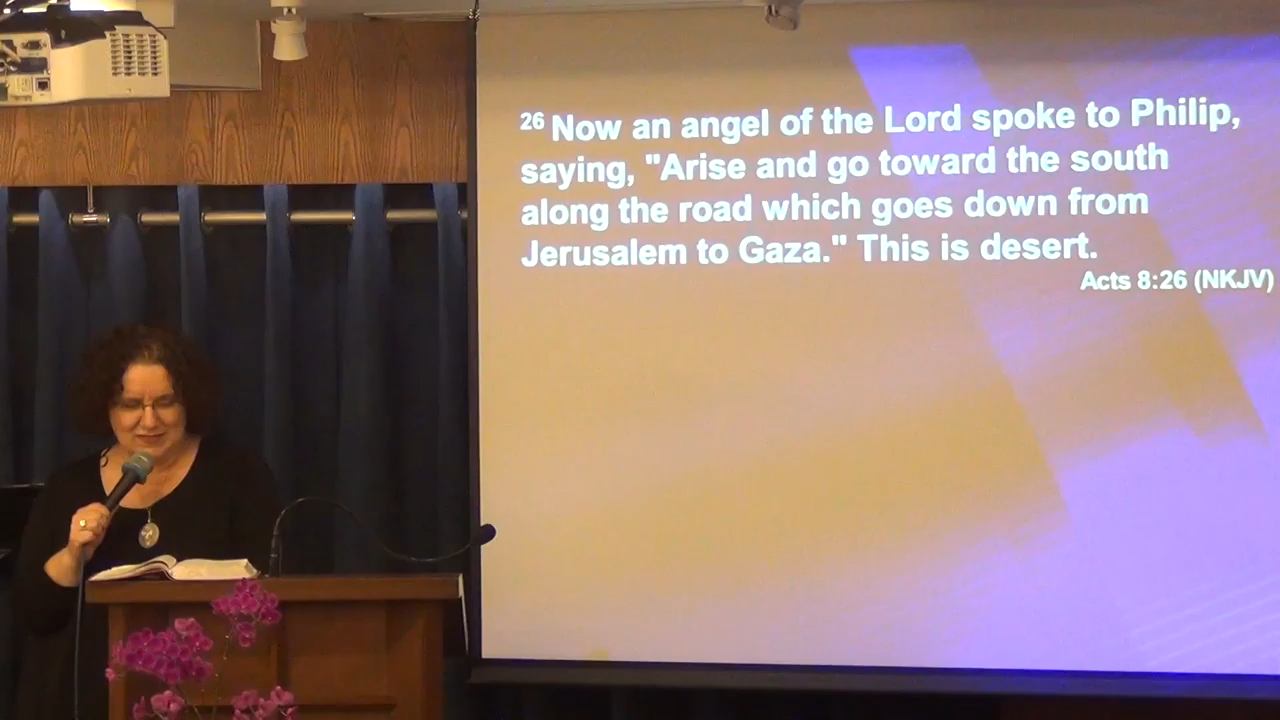 26 Now an angel of the Lord spoke to Philip,
saying, "Arise and go toward the south
along the road which goes down from
Jerusalem to Gaza." This is desert.
Acts 8:26 (NKJV)